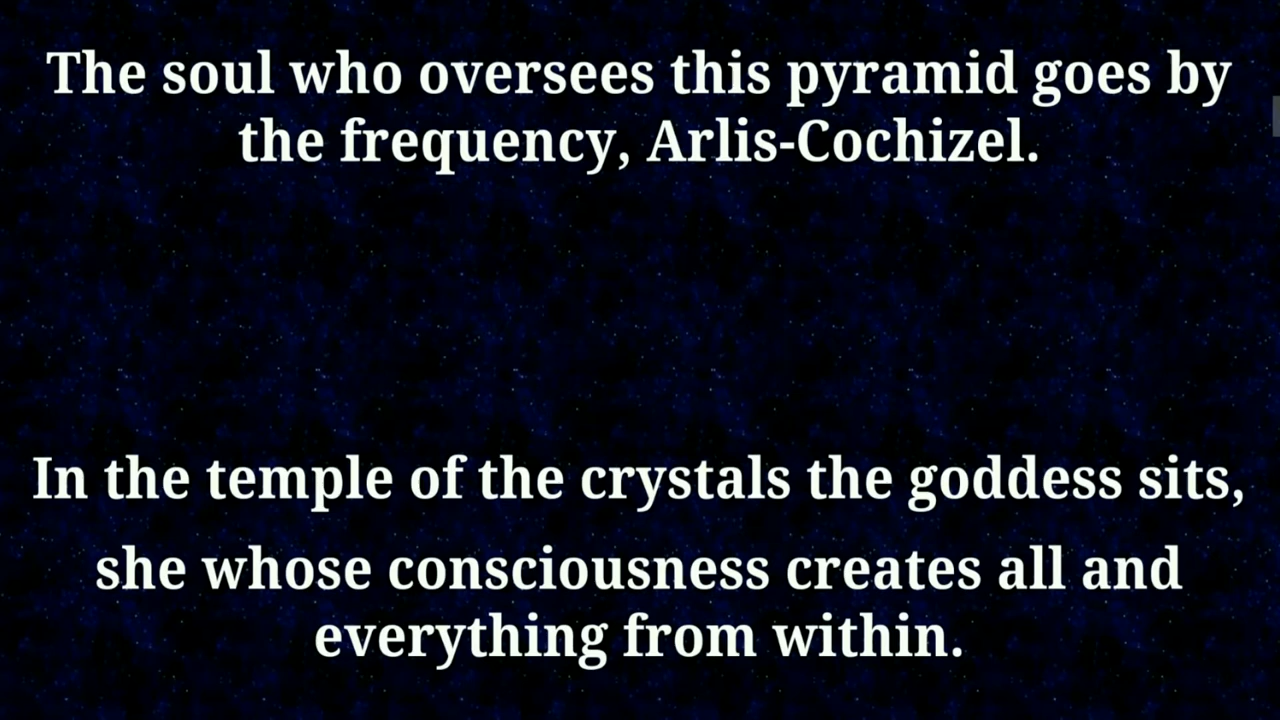 The soul who oversees this pyramid goes by
the frequency, Arlis-Cochizel.
In the temple of the crystals the goddess sits,
she whose consciousness creates all and
everything from within.